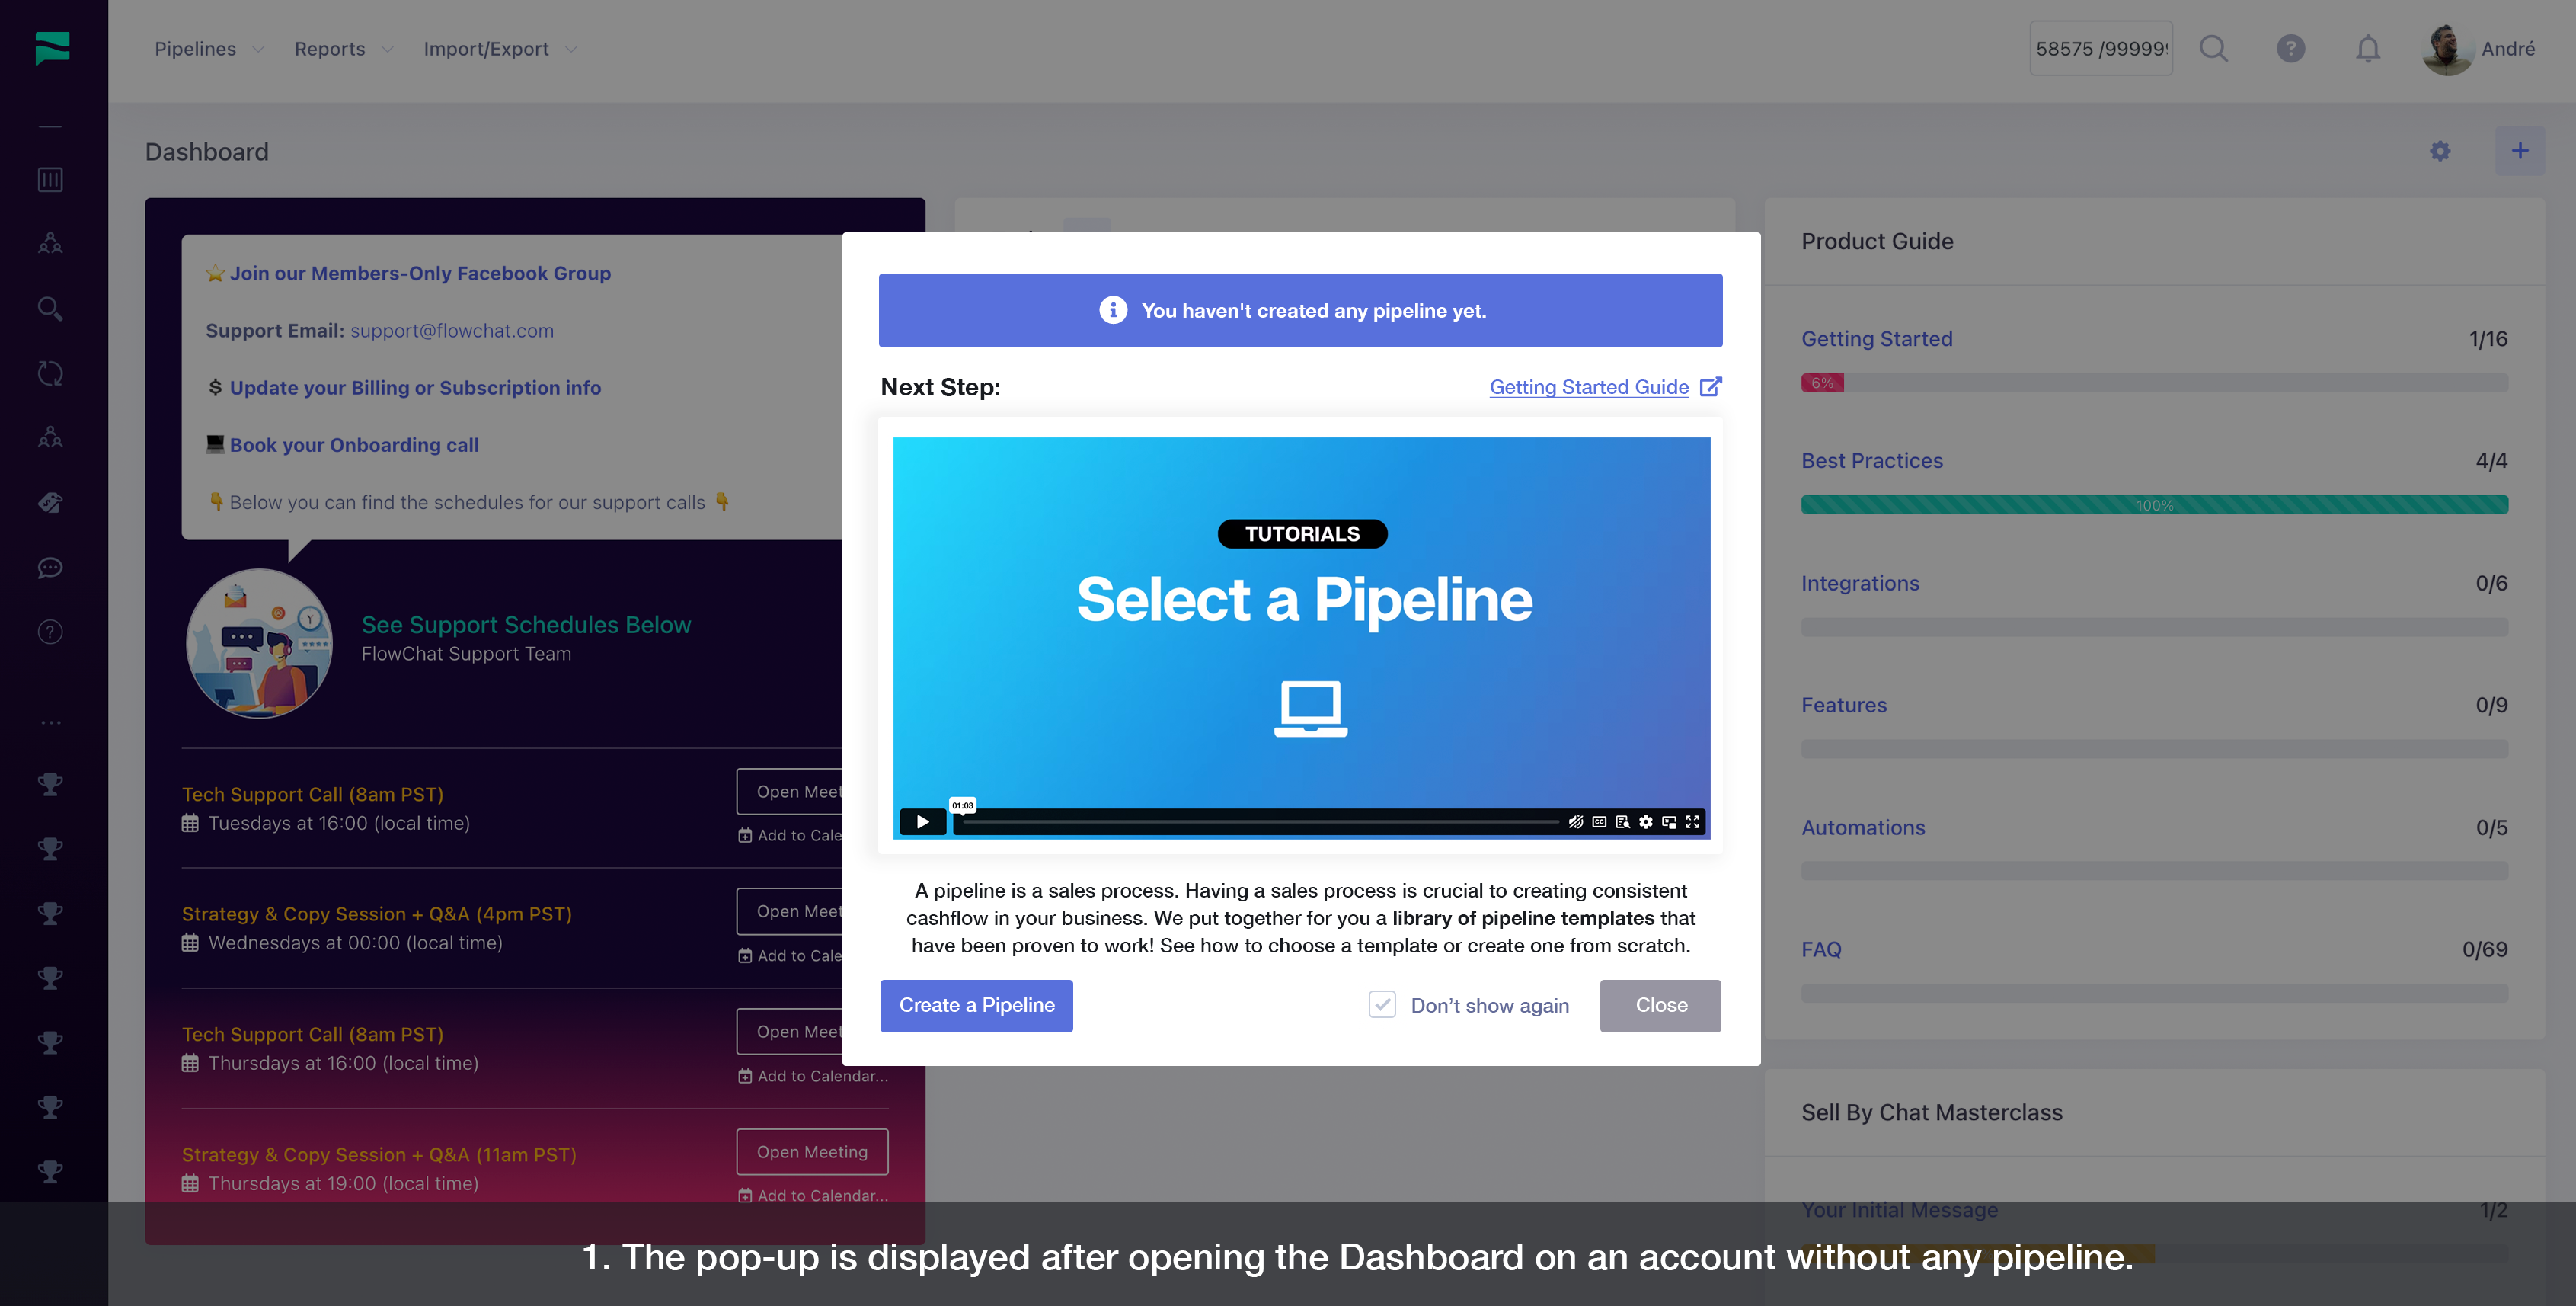 Pipelines
Reports
Import/Export
58575 /99999
André
Dashboard
Join our Members-Only Facebook Group
Support Email: support@flowchat.com
$ Update your Billing or Subscription info
Book your Onboarding call
Below you can find the schedules for our support calls
See Support Schedules Below
FlowChat Support Team
Tech Support Call (8am PST)
Tuesdays at 16:00 (local time)
Open Meet
Add to Cale
Strategy & Copy Session + Q&A (4pm PST)
Wednesdays at 00:00 (local time)
Open Meet
Add to Cale
Tech Support Call (8am PST)
Thursdays at 16:00 (local time)
Open Meet
Add to Calendar...
Strategy & Copy Session + Q&A (11am PST)
Thursdays at 19:00 (local time)
Open Meeting
Add to Calendar...
You haven't created any pipeline yet.
Next Step:
Getting Started Guide
TUTORIALS
Select a Pipeline
01:03
CC
A pipeline is a sales process. Having a sales process is crucial to creating consistent
cashflow in your business. We put together for you a library of pipeline templates that
have been proven to work! See how to choose a template or create one from scratch.
Create a Pipeline
Don’t show again
Close
Product Guide
Getting Started
1/16
6%
Best Practices
4/4
100%
Integrations
0/6
Features
0/9
Automations
0/5
FAQ
0/69
Sell By Chat Masterclass
Your Initial Message
1/2
1. The pop-up is displayed after opening the Dashboard on an account without any pipeline.